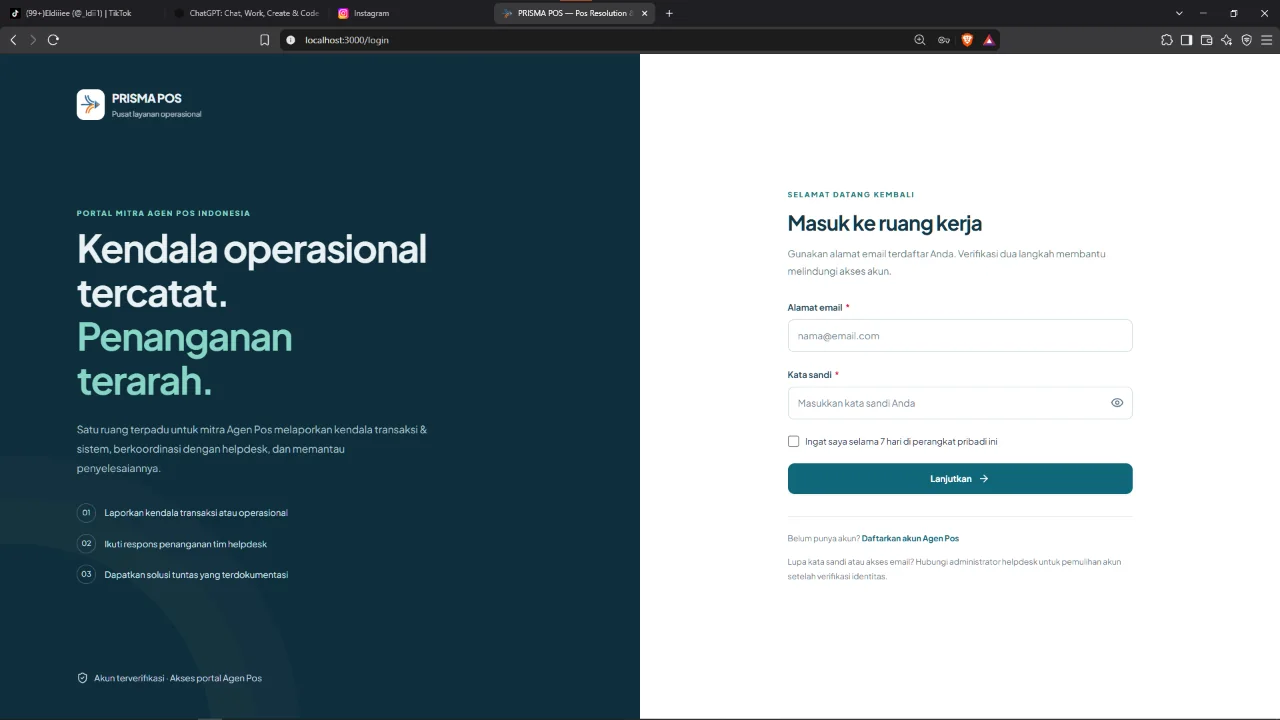 (99+)Eldiiiee (@_ldi1) | TikTok
ChatGPT: Chat, Work, Create & Code
Instagram
PRISMA POS — Pos Resolution &
localhost:3000/login
PRISMA POS
Pusat layanan operasional
PORTAL MITRA AGEN POS INDONESIA
Kendala operasional
tercatat.
Penanganan
terarah.
Satu ruang terpadu untuk mitra Agen Pos melaporkan kendala transaksi &
sistem, berkoordinasi dengan helpdesk, dan memantau
penyelesaiannya.
01 Laporkan kendala transaksi atau operasional
02 Ikuti respons penanganan tim helpdesk
03 Dapatkan solusi tuntas yang terdokumentasi
Akun terverifikasi · Akses portal Agen Pos
SELAMAT DATANG KEMBALI
Masuk ke ruang kerja
Gunakan alamat email terdaftar Anda. Verifikasi dua langkah membantu
melindungi akses akun.
Alamat email *
nama@email.com
Kata sandi *
Masukkan kata sandi Anda
Ingat saya selama 7 hari di perangkat pribadi ini
Lanjutkan →
Belum punya akun? Daftarkan akun Agen Pos
Lupa kata sandi atau akses email? Hubungi administrator helpdesk untuk pemulihan akun
setelah verifikasi identitas.